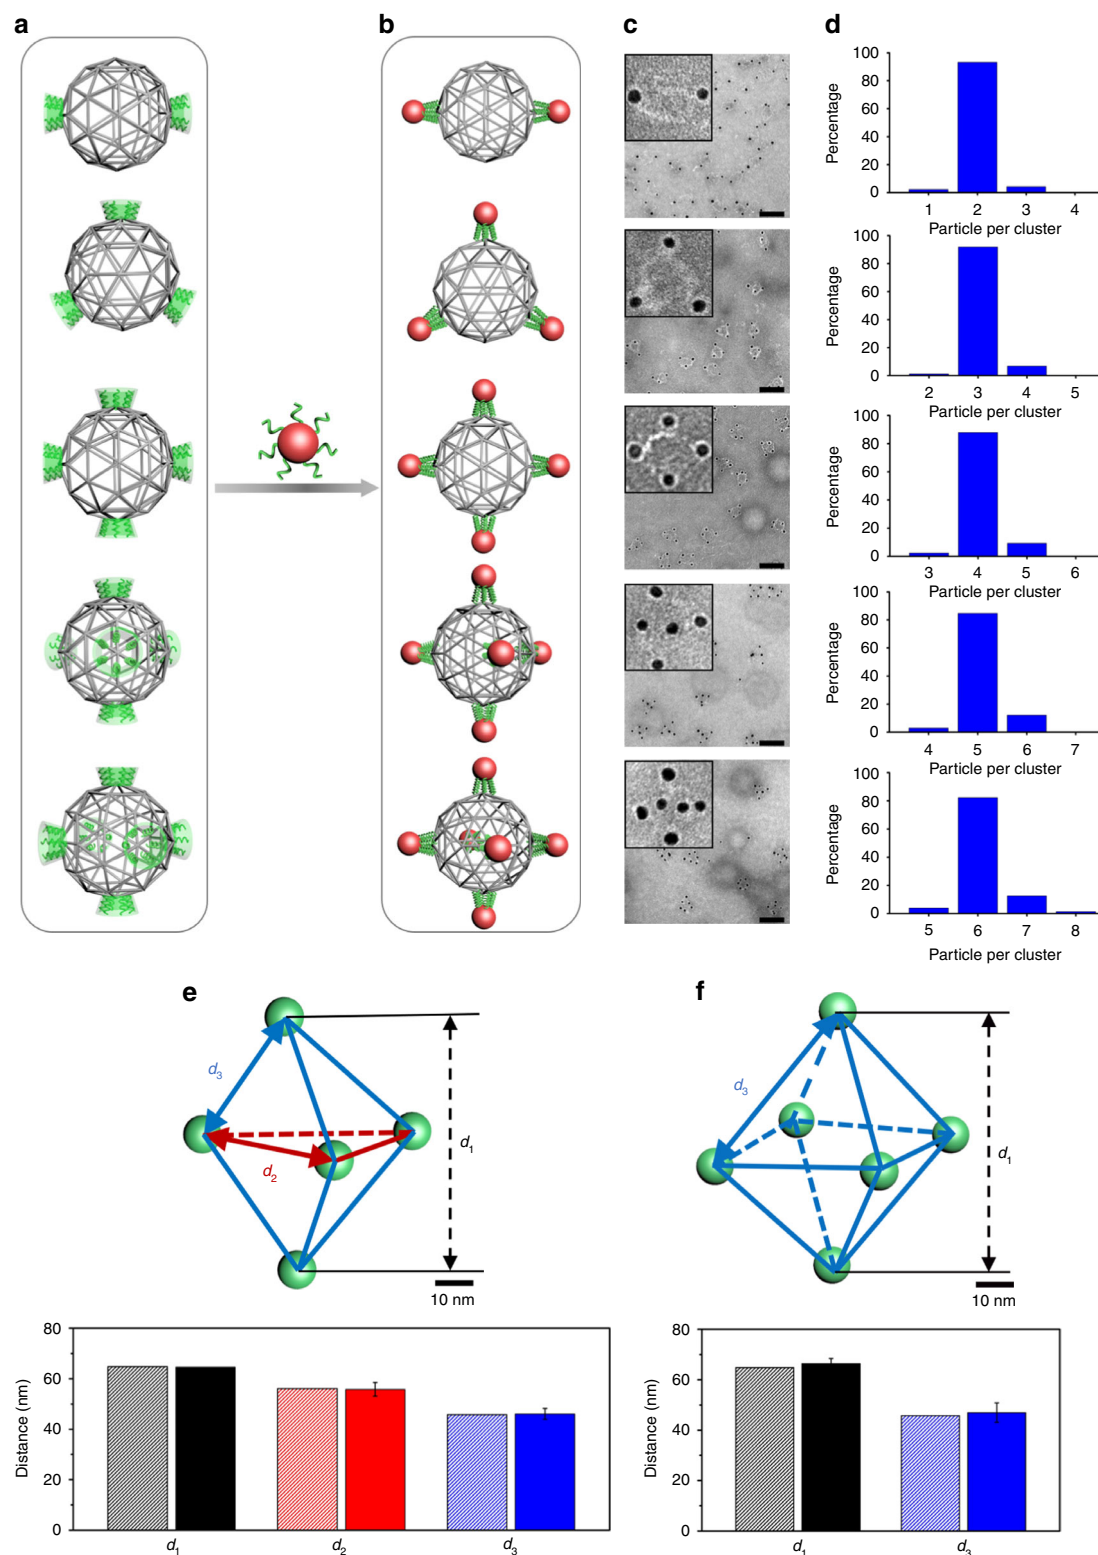 a
b
c
d
100
80
60
40
20
0
Percentage
1 2 3 4
Particle per cluster
100
80
60
40
20
0
Percentage
2 3 4 5
Particle per cluster
100
80
60
40
20
0
Percentage
3 4 5 6
Particle per cluster
100
80
60
40
20
0
Percentage
4 5 6 7
Particle per cluster
100
80
60
40
20
0
Percentage
5 6 7 8
Particle per cluster
e
d3
d2
d1
10 nm
f
d3
d1
10 nm
80
60
40
20
0
Distance (nm)
d1 d2 d3
80
60
40
20
0
Distance (nm)
d1 d3